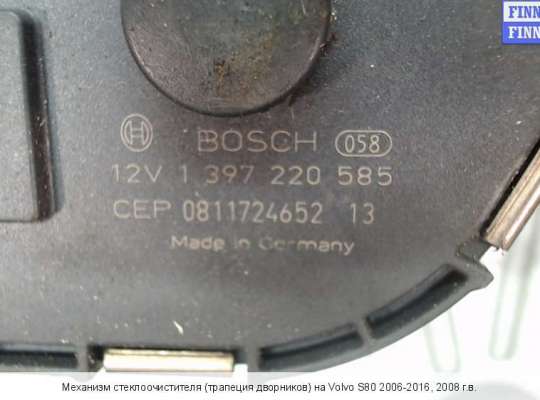 FINN
FINN
BOSCH 058
12V 1 397 220 585
CEP 0811724652 13
Made in Germany
Механизм стеклоочистителя (трапеция дворников) на Volvo S80 2006-2016, 2008 г.в.